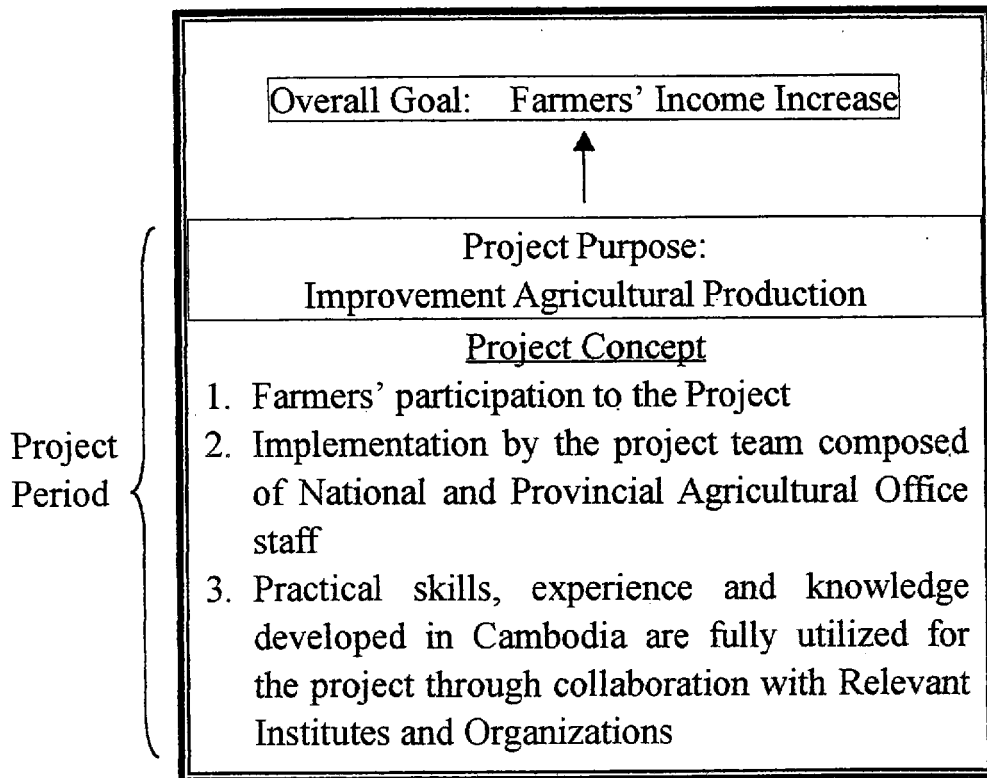 Overall Goal: Farmers' Income Increase
Project Purpose:
Improvement Agricultural Production
Project Concept
1. Farmers' participation to the Project
2. Implementation by the project team composed
of National and Provincial Agricultural Office
staff
3. Practical skills, experience and knowledge
developed in Cambodia are fully utilized for
the project through collaboration with Relevant
Institutes and Organizations
Project
Period